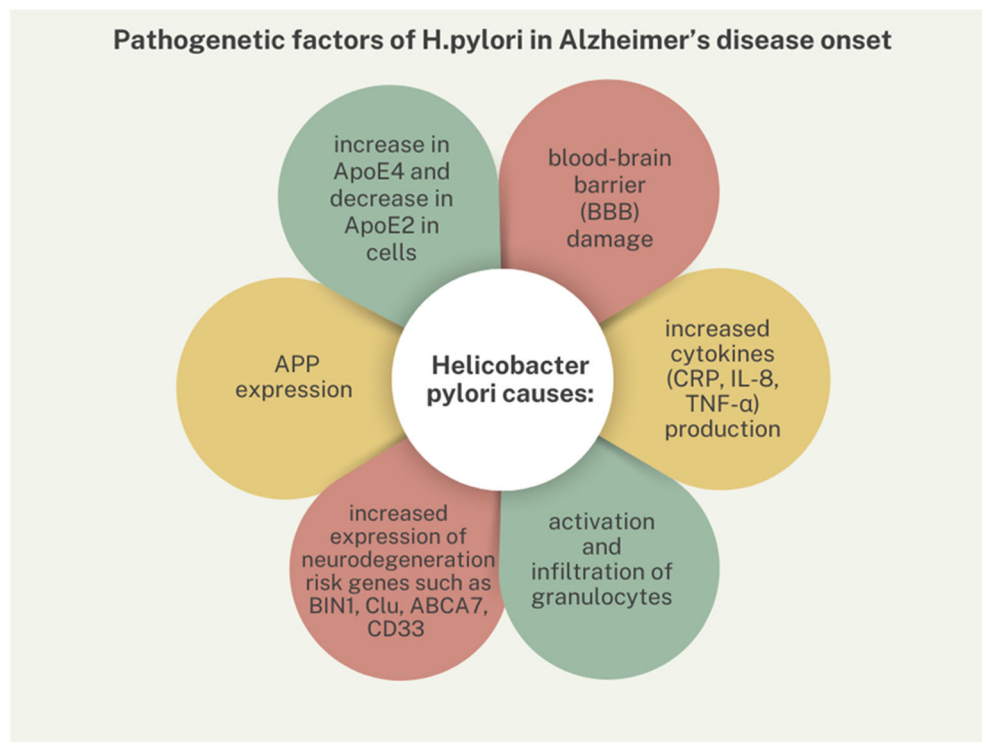 Pathogenetic factors of H.pylori in Alzheimer's disease onset
increase in
ApoE4 and
decrease in
ApoE2 in
cells
blood-brain
barrier
(BBB)
damage
APP
expression
Helicobacter
pylori causes:
increased
cytokines
(CRP, IL-8,
TNF-α)
production
increased
expression of
neurodegeneration
risk genes such as
BIN1, Clu, ABCA7,
CD33
activation
and
infiltration of
granulocytes